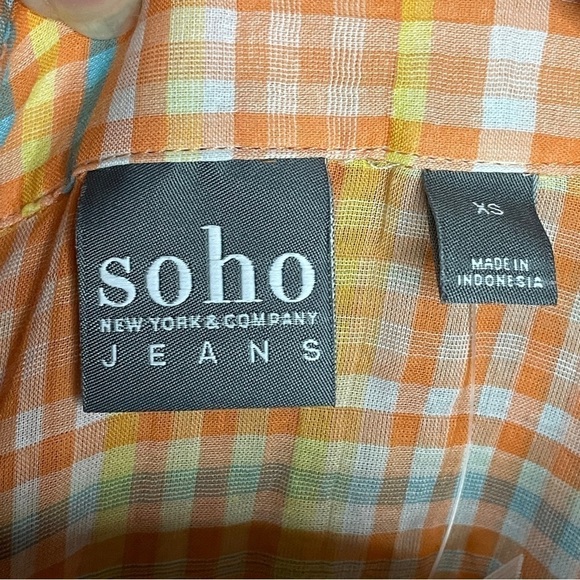 soho
NEW YORK & COMPANY
JEANS
XS
MADE IN
INDONESIA